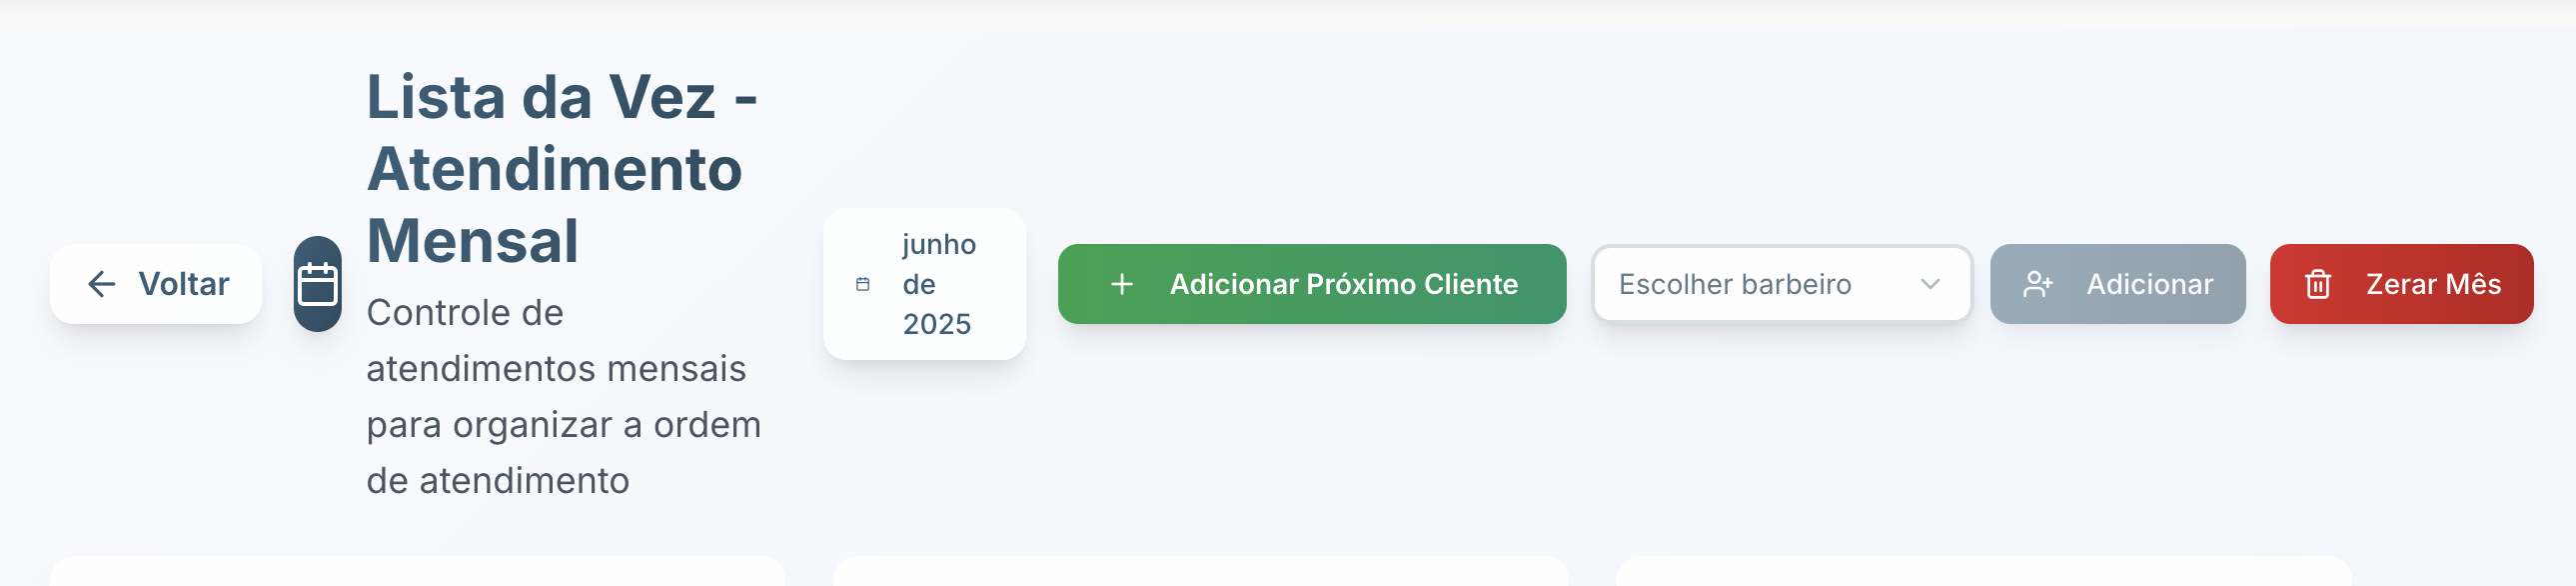 Voltar
Lista da Vez -
Atendimento
Mensal
Controle de
atendimentos mensais
para organizar a ordem
de atendimento
junho
de
2025
Adicionar Próximo Cliente
Escolher barbeiro
Adicionar
Zerar Mês